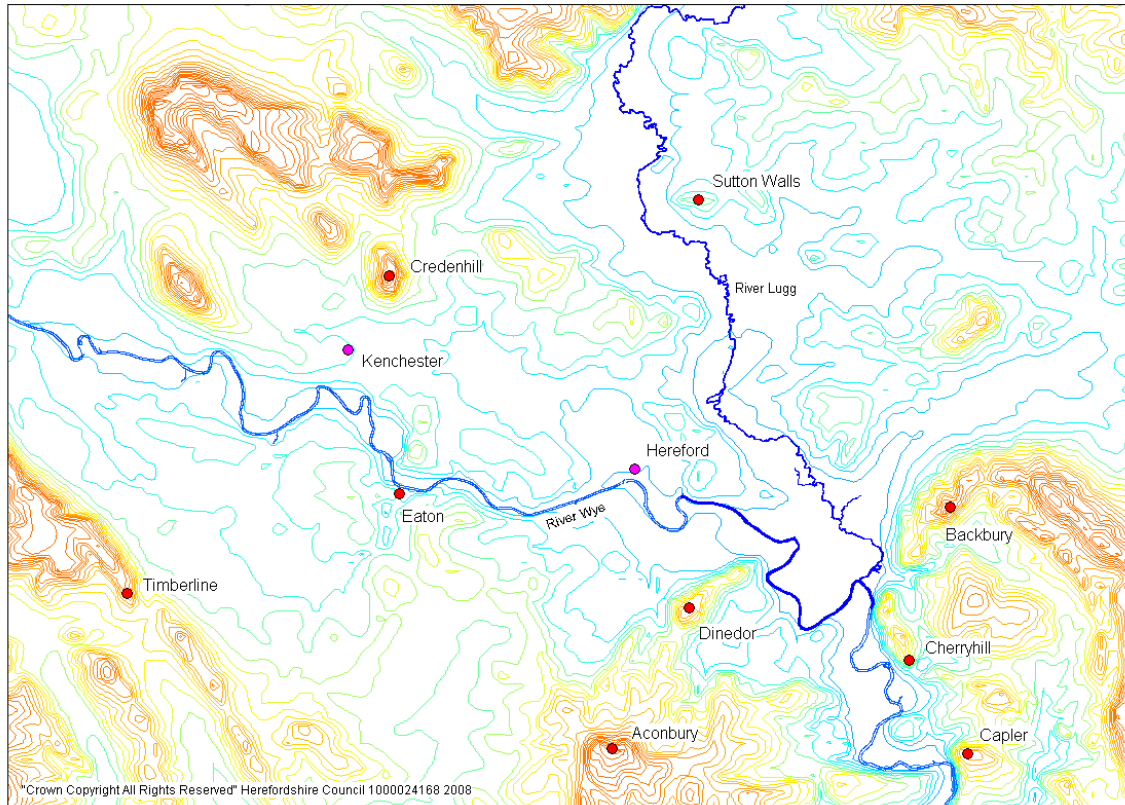 Sutton Walls
Credenhill
River Lugg
Kenchester
Hereford
Eaton
River Wye
Backbury
Timberline
Dinedor
Cherryhill
Aconbury
Capler
"Crown Copyright All Rights Reserved" Herefordshire Council 1000024168 2008